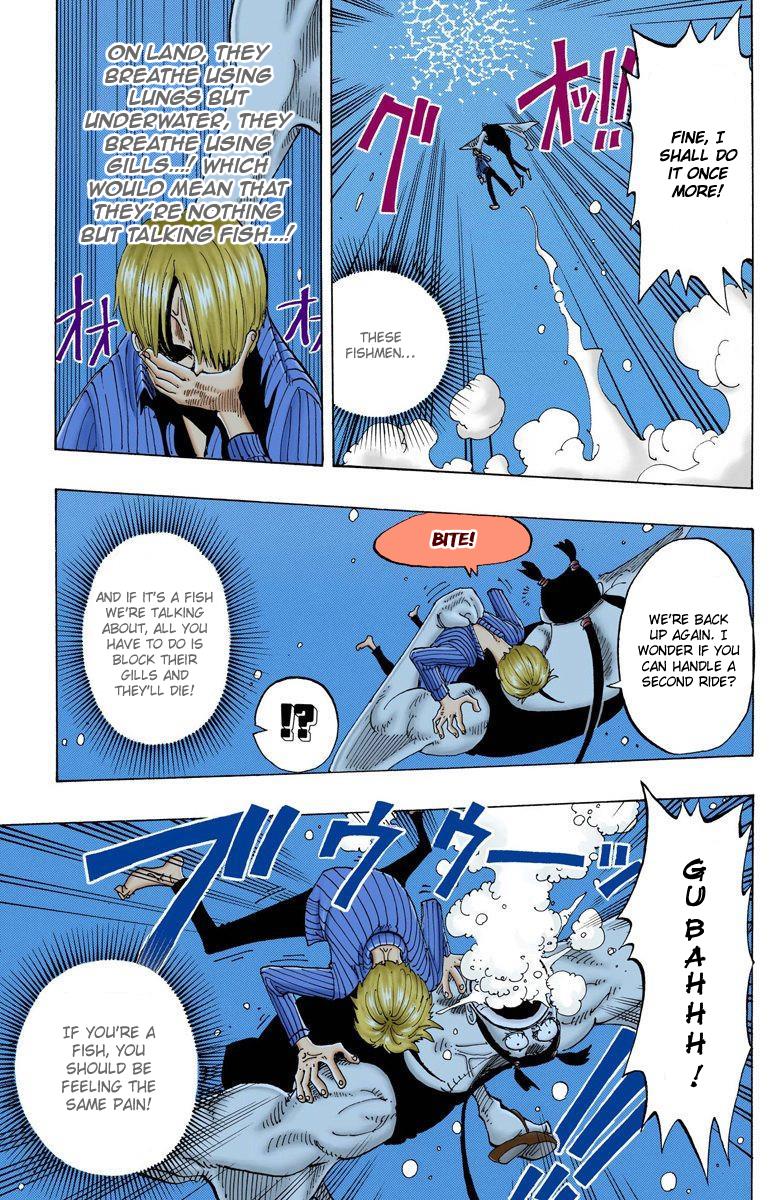 FINE, I
SHALL DO
IT ONCE
MORE!
オッ!!
グ
THESE
FISHMEN...
ON LAND, THEY
BREATHE USING
LUNGS BUT
UNDERWATER, THEY
BREATHE USING
GILLS...! WHICH
WOULD MEAN THAT
THEY'RE NOTHING
BUT TALKING FISH...!
オオ
WE'RE BACK
UP AGAIN. I
WONDER IF YOU
CAN HANDLE A
SECOND RIDE?
BITE!
!?
AND IF IT'S A FISH
WE'RE TALKING
ABOUT, ALL YOU
HAVE TO DO IS
BLOCK THEIR
GILLS AND
THEY'LL DIE!
GUBAHHH!
ブウウーーッ
IF YOU'RE A
FISH, YOU
SHOULD BE
FEELING THE
SAME PAIN!